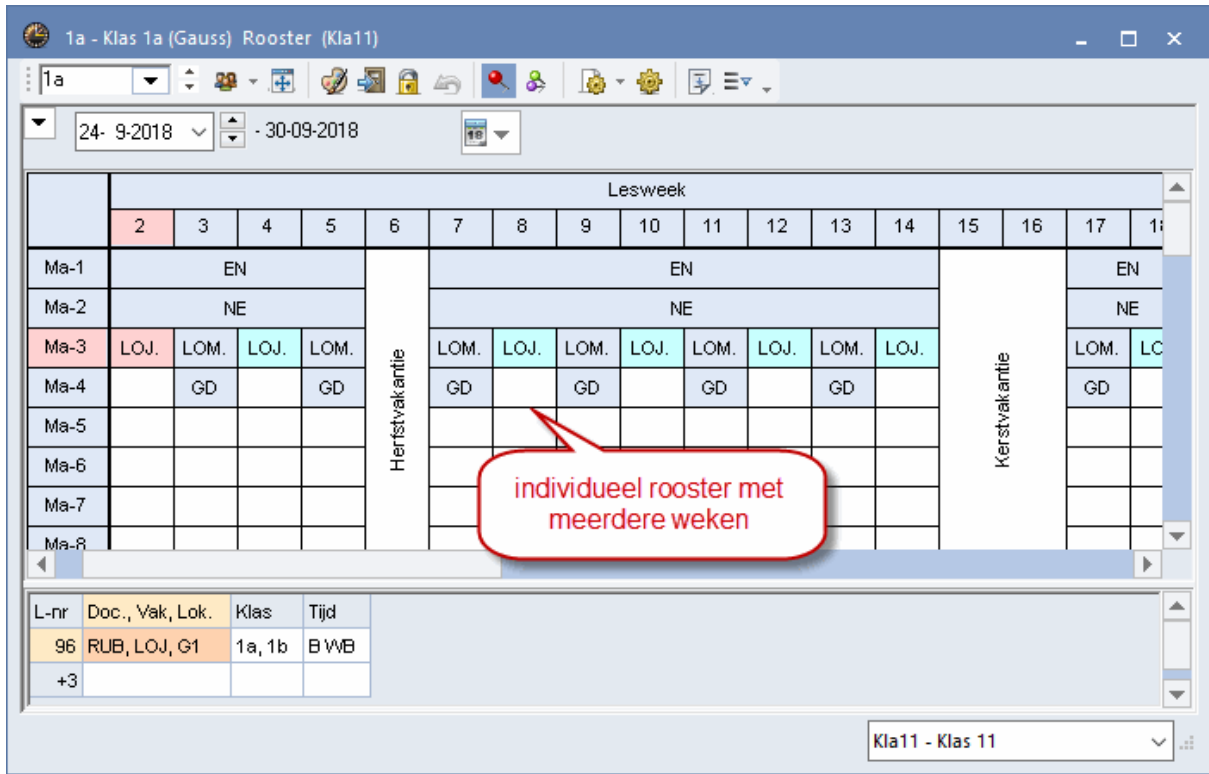 1a - Klas 1a (Gauss) Rooster (Kla11)
1a
24- 9-2018 - 30-09-2018
18
Lesweek
2 3 4 5 6 7 8 9 10 11 12 13 14 15 16 17
Ma-1 EN EN EN
Ma-2 NE NE NE
Ma-3 LOJ. LOM. LOJ. LOM. LOM. LOJ. LOM. LOJ. LOM. LOJ. LOM. LOJ. LOM.
Ma-4 GD GD GD GD GD GD GD
Ma-5
Ma-6
Ma-7
Ma-8
Herfstvakantie
Kerstvakantie
individueel rooster met
meerdere weken
L-nr Doc., Vak, Lok. Klas Tijd
96 RUB, LOJ, G1 1a, 1b B WB
+3
Kla11 - Klas 11